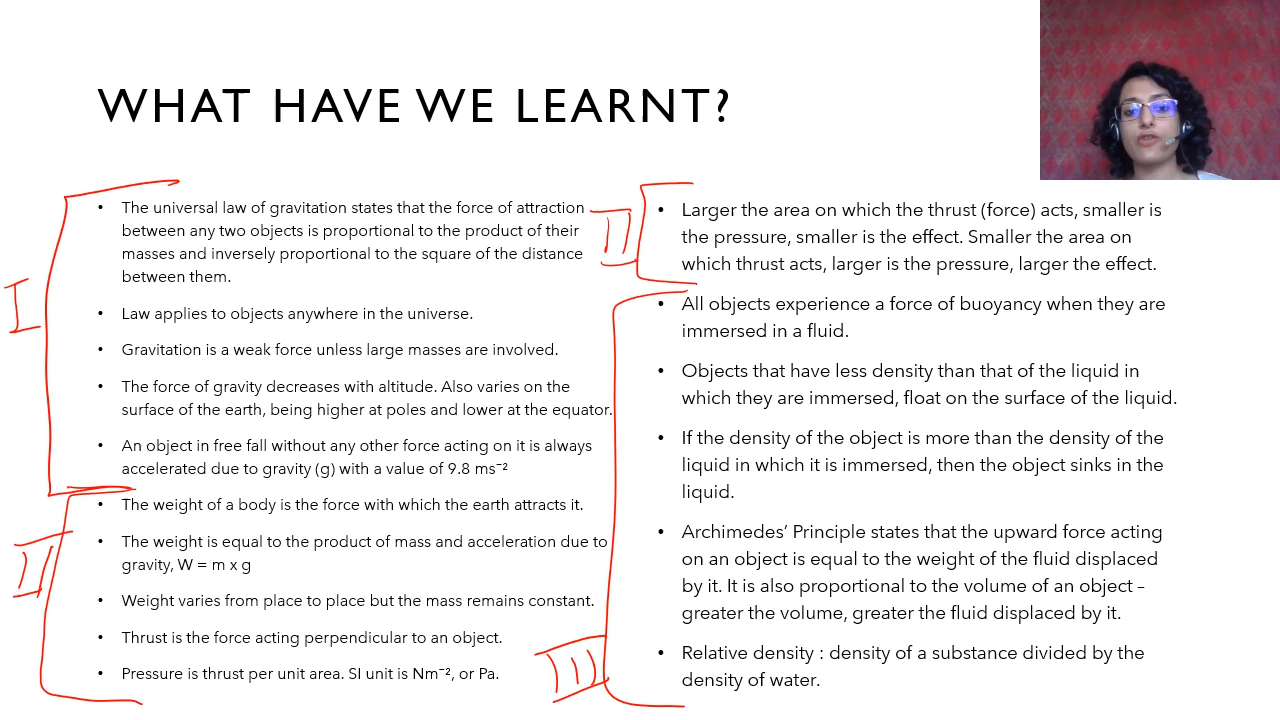 WHAT HAVE WE LEARNT?
I
• The universal law of gravitation states that the force of attraction
between any two objects is proportional to the product of their
masses and inversely proportional to the square of the distance
between them.
• Law applies to objects anywhere in the universe.
• Gravitation is a weak force unless large masses are involved.
• The force of gravity decreases with altitude. Also varies on the
surface of the earth, being higher at poles and lower at the equator.
• An object in free fall without any other force acting on it is always
accelerated due to gravity (g) with a value of 9.8 ms⁻²
II
• The weight of a body is the force with which the earth attracts it.
• The weight is equal to the product of mass and acceleration due to
gravity, W = m x g
• Weight varies from place to place but the mass remains constant.
• Thrust is the force acting perpendicular to an object.
• Pressure is thrust per unit area. SI unit is Nm⁻², or Pa.
II
• Larger the area on which the thrust (force) acts, smaller is
the pressure, smaller is the effect. Smaller the area on
which thrust acts, larger is the pressure, larger the effect.
III
• All objects experience a force of buoyancy when they are
immersed in a fluid.
• Objects that have less density than that of the liquid in
which they are immersed, float on the surface of the liquid.
• If the density of the object is more than the density of the
liquid in which it is immersed, then the object sinks in the
liquid.
• Archimedes’ Principle states that the upward force acting
on an object is equal to the weight of the fluid displaced
by it. It is also proportional to the volume of an object –
greater the volume, greater the fluid displaced by it.
• Relative density : density of a substance divided by the
density of water.